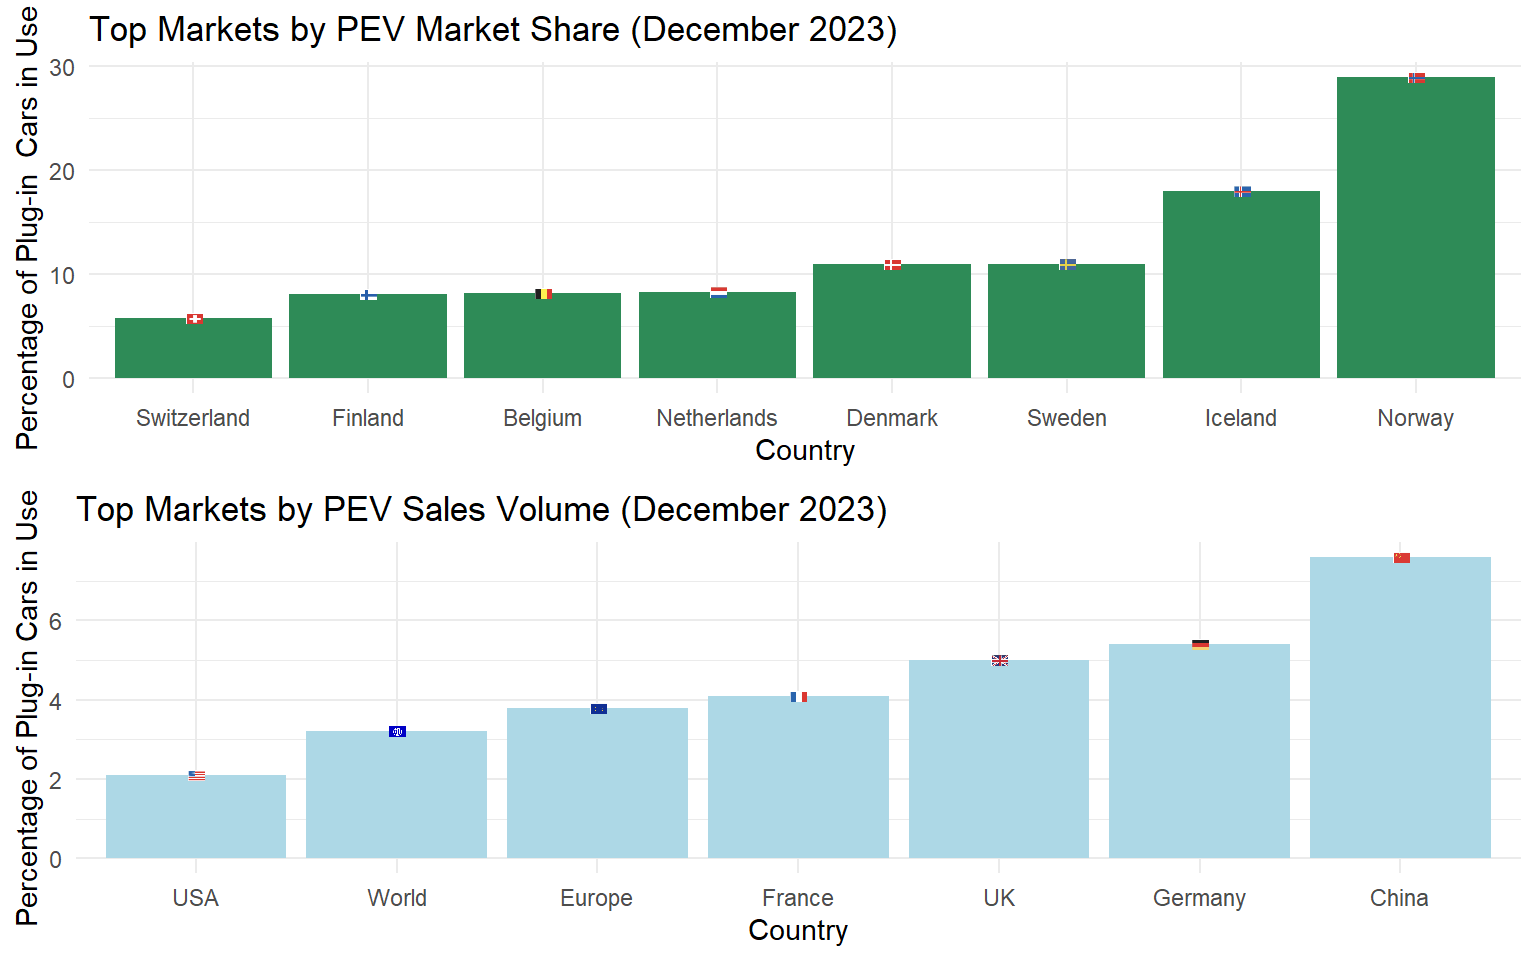 Top Markets by PEV Market Share (December 2023)
Percentage of Plug-in  Cars in Use
30
20
10
0
Switzerland Finland Belgium Netherlands Denmark Sweden Iceland Norway
Country
Top Markets by PEV Sales Volume (December 2023)
Percentage of Plug-in Cars in Use
6
4
2
0
USA World Europe France UK Germany China
Country